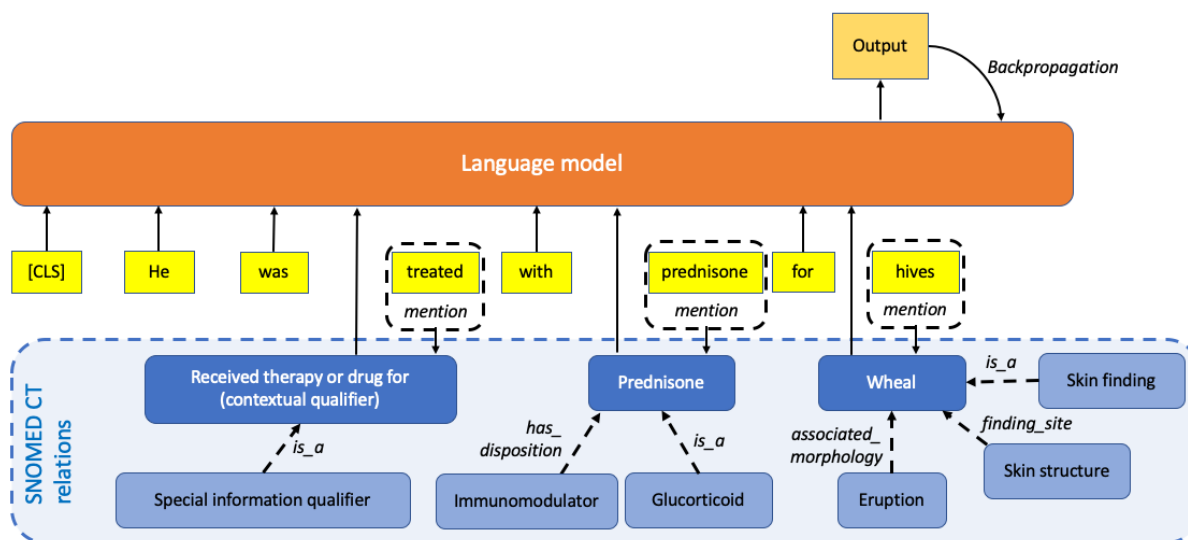 Output
Backpropagation
Language model
[CLS]
He
was
treated
with
prednisone
for
hives
mention
mention
mention
SNOMED CT
relations
Received therapy or drug for
(contextual qualifier)
Prednisone
Wheal
is_a
Skin finding
is_a
has_
disposition
is_a
associated_
morphology
finding_site
Special information qualifier
Immunomodulator
Glucorticoid
Eruption
Skin structure